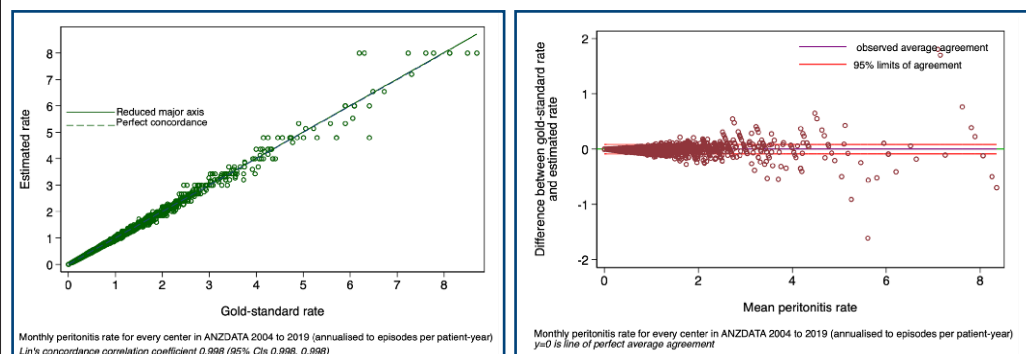 8
7
6
5
4
3
2
1
0
Estimated rate
Reduced major axis
Perfect concordance
0 1 2 3 4 5 6 7 8
Gold-standard rate
Monthly peritonitis rate for every center in ANZDATA 2004 to 2019 (annualised to episodes per patient-year)
Lin's concordance correlation coefficient 0.998 (95% CIs 0.998, 0.998)
2
1
0
-1
-2
Difference between gold-standard rate
and estimated rate
observed average agreement
95% limits of agreement
0 2 4 6 8
Mean peritonitis rate
Monthly peritonitis rate for every center in ANZDATA 2004 to 2019 (annualised to episodes per patient-year)
y=0 is line of perfect average agreement